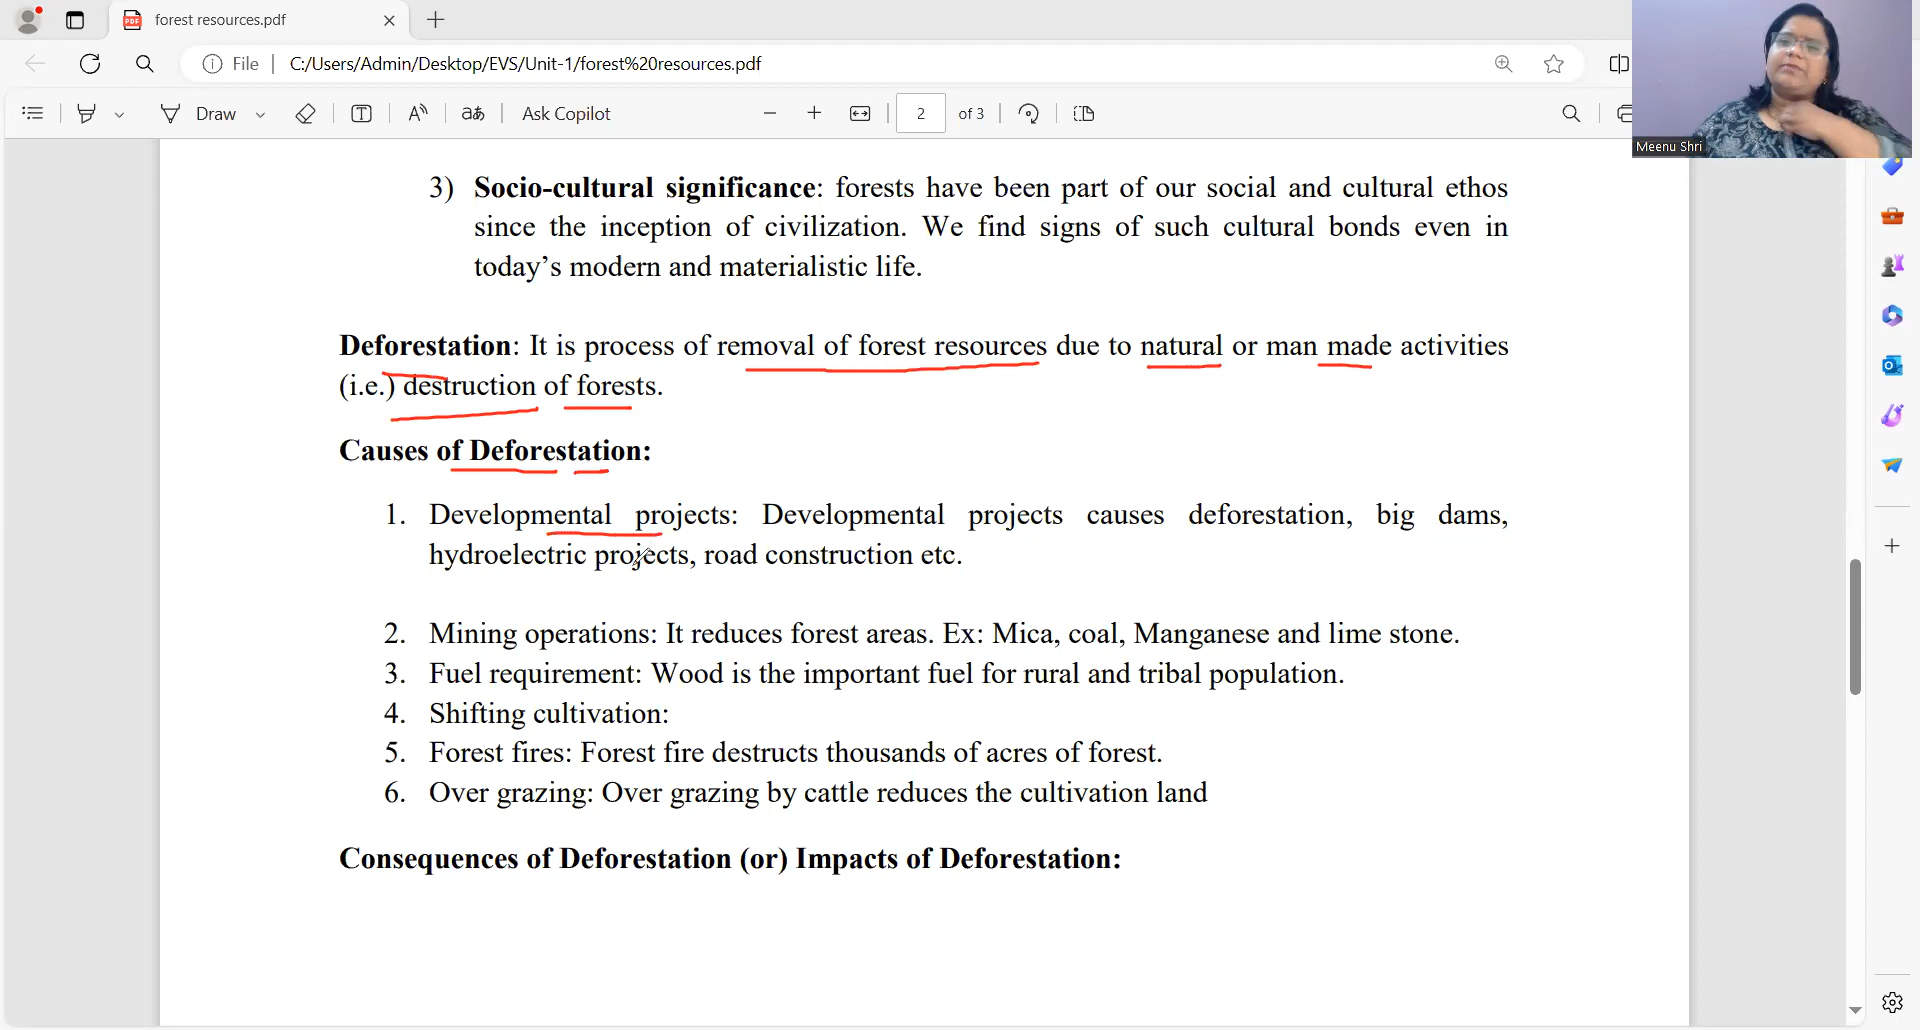 forest resources.pdf
File
C:/Users/Admin/Desktop/EVS/Unit-1/forest%20resources.pdf
Draw
aあ
Ask Copilot
2
of 3
Meenu Shri
3) Socio-cultural significance: forests have been part of our social and cultural ethos
since the inception of civilization. We find signs of such cultural bonds even in
today’s modern and materialistic life.
Deforestation: It is process of removal of forest resources due to natural or man made activities
(i.e.) destruction of forests.
Causes of Deforestation:
1. Developmental projects: Developmental projects causes deforestation, big dams,
hydroelectric projects, road construction etc.
2. Mining operations: It reduces forest areas. Ex: Mica, coal, Manganese and lime stone.
3. Fuel requirement: Wood is the important fuel for rural and tribal population.
4. Shifting cultivation:
5. Forest fires: Forest fire destructs thousands of acres of forest.
6. Over grazing: Over grazing by cattle reduces the cultivation land
Consequences of Deforestation (or) Impacts of Deforestation: